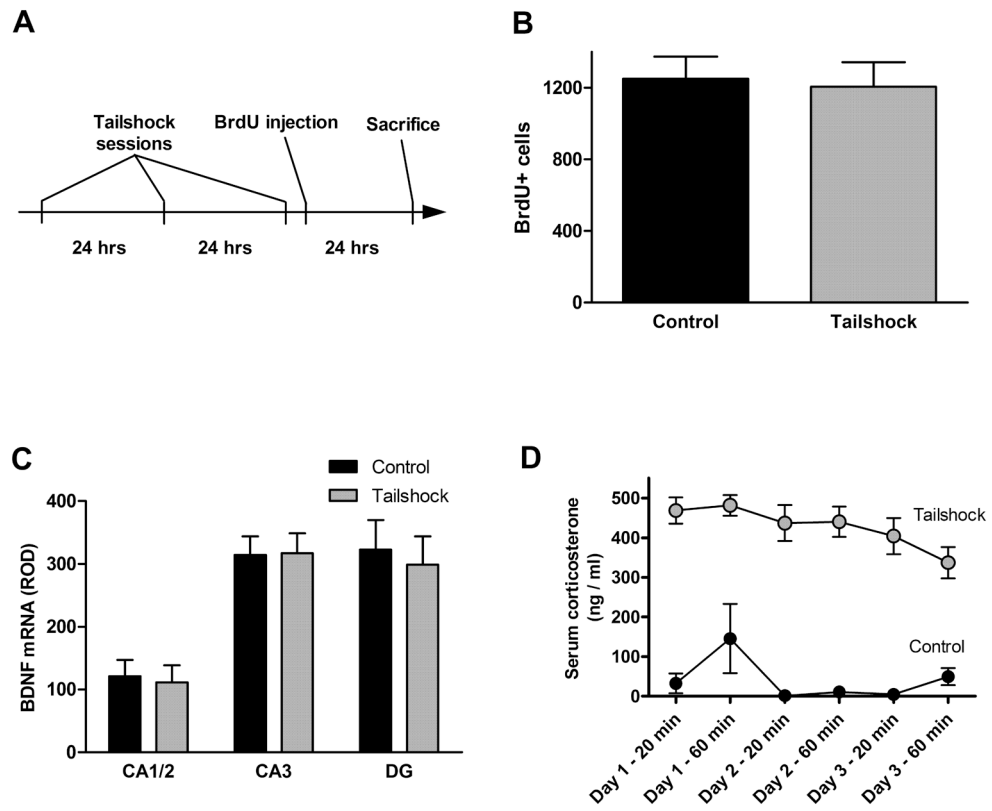 A
Tailshock
sessions
BrdU injection
Sacrifice
24 hrs
24 hrs
24 hrs
B
BrdU+ cells
1200
800
400
0
Control
Tailshock
C
Control
Tailshock
BDNF mRNA (ROD)
400
300
200
100
0
CA1/2
CA3
DG
D
Serum corticosterone
(ng / ml)
500
400
300
200
100
0
Tailshock
Control
Day 1 - 20 min
Day 1 - 60 min
Day 2 - 20 min
Day 2 - 60 min
Day 3 - 20 min
Day 3 - 60 min